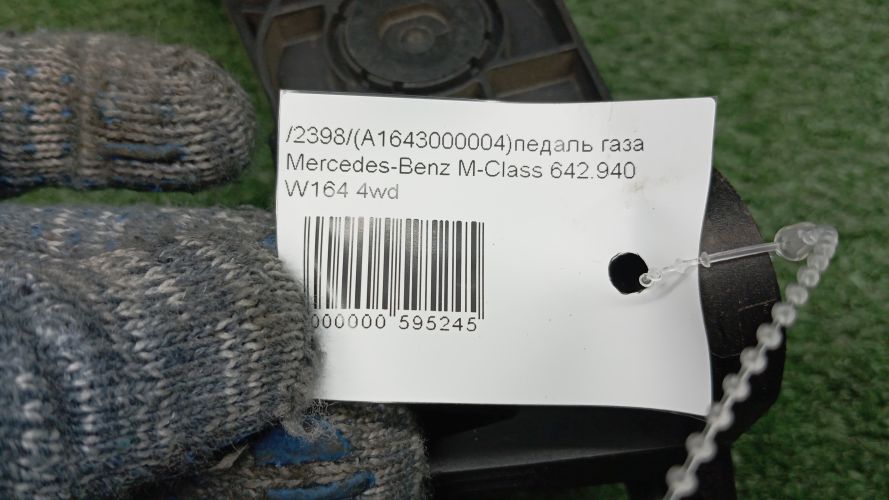 /2398/(A1643000004)педаль газа
Mercedes-Benz M-Class 642.940
W164 4wd
000000 595245